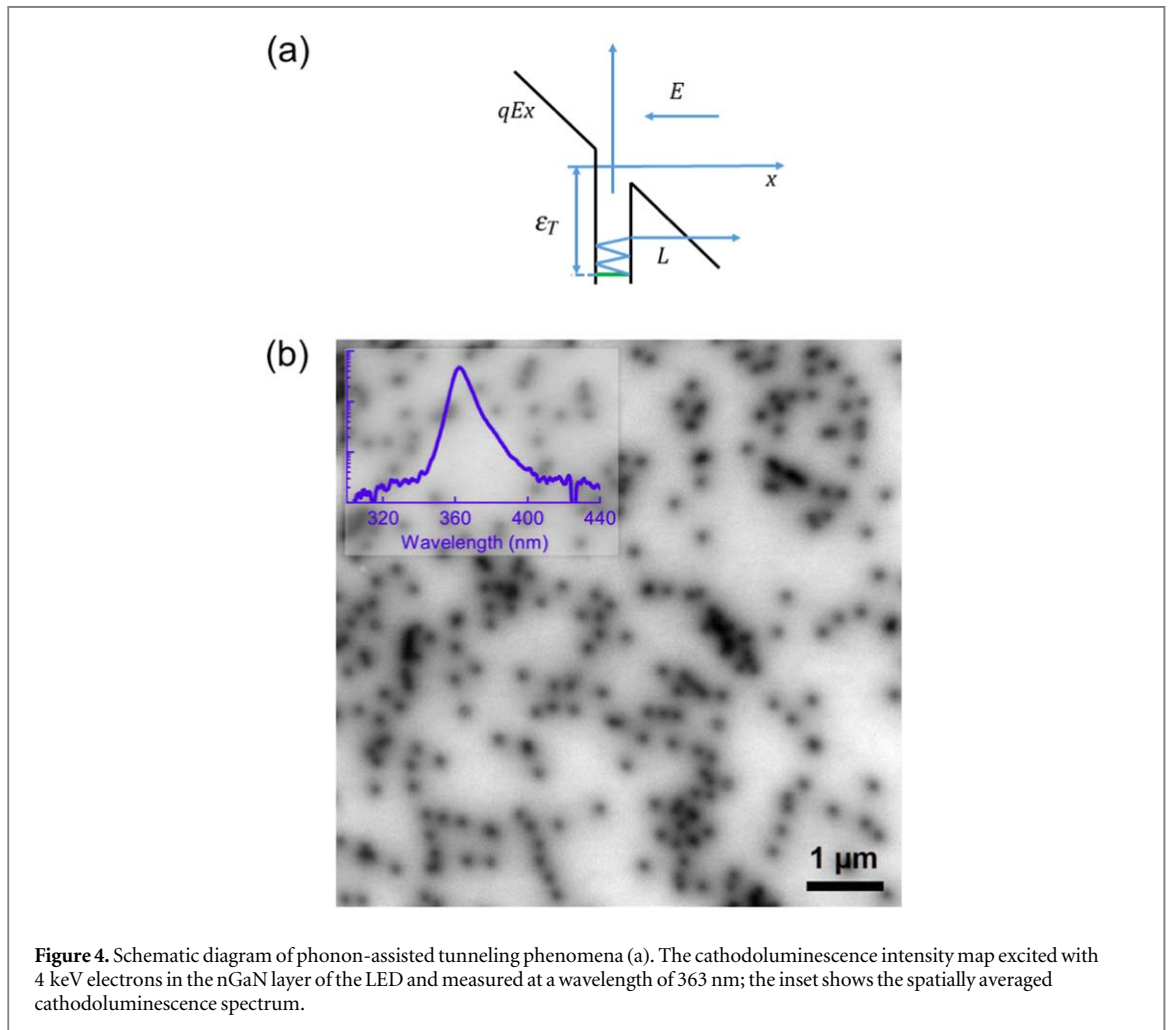 (a)
E
qEx
x
εT
L
(b)
320 360 400 440
Wavelength (nm)
1 μm
Figure 4. Schematic diagram of phonon-assisted tunneling phenomena (a). The cathodoluminescence intensity map excited with
4 keV electrons in the nGaN layer of the LED and measured at a wavelength of 363 nm; the inset shows the spatially averaged
cathodoluminescence spectrum.